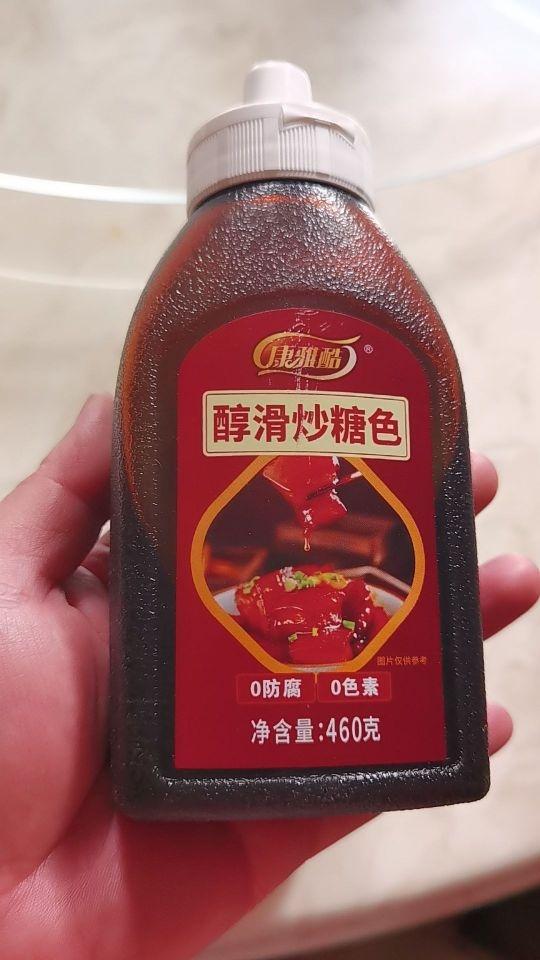 康雅酷®
醇滑炒糖色
图片仅供参考
0防腐 0色素
净含量:460克